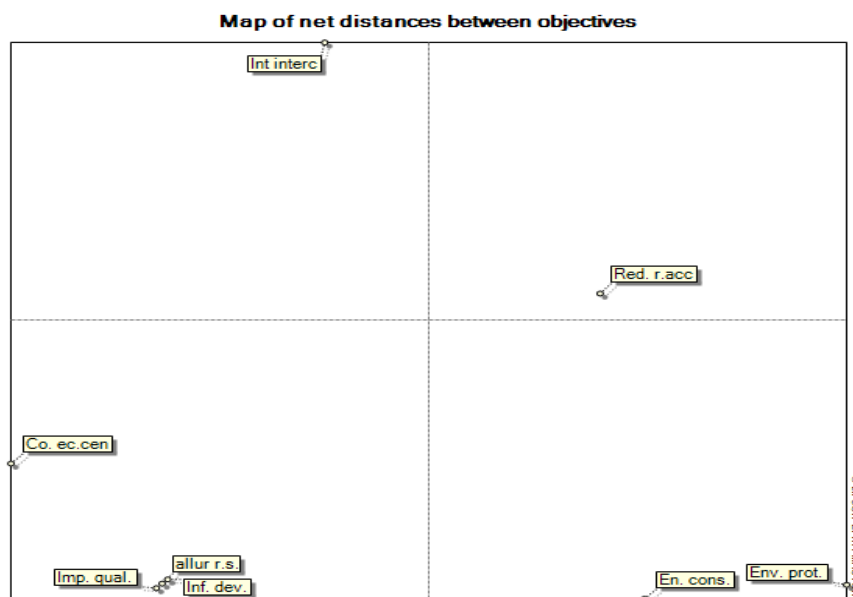 Map of net distances between objectives
Int interc
Red. r.acc
Co. ec.cen
allur r.s.
Imp. qual.
Inf. dev.
En. cons.
Env. prot.